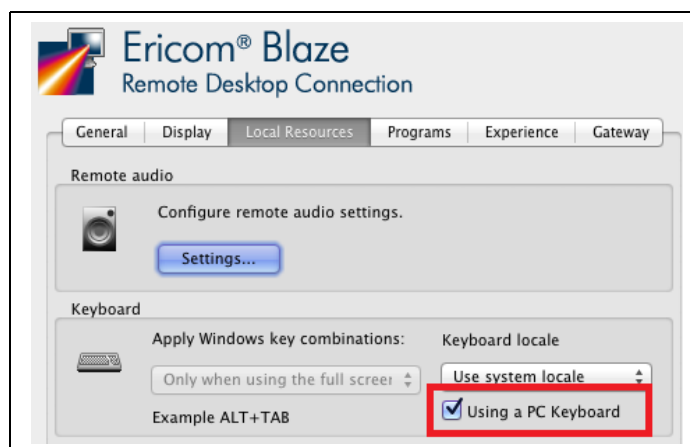 Ericom® Blaze
Remote Desktop Connection
General Display Local Resources Programs Experience Gateway
Remote audio
Configure remote audio settings.
Settings...
Keyboard
Apply Windows key combinations: Keyboard locale
Only when using the full screer Use system locale
Example ALT+TAB Using a PC Keyboard